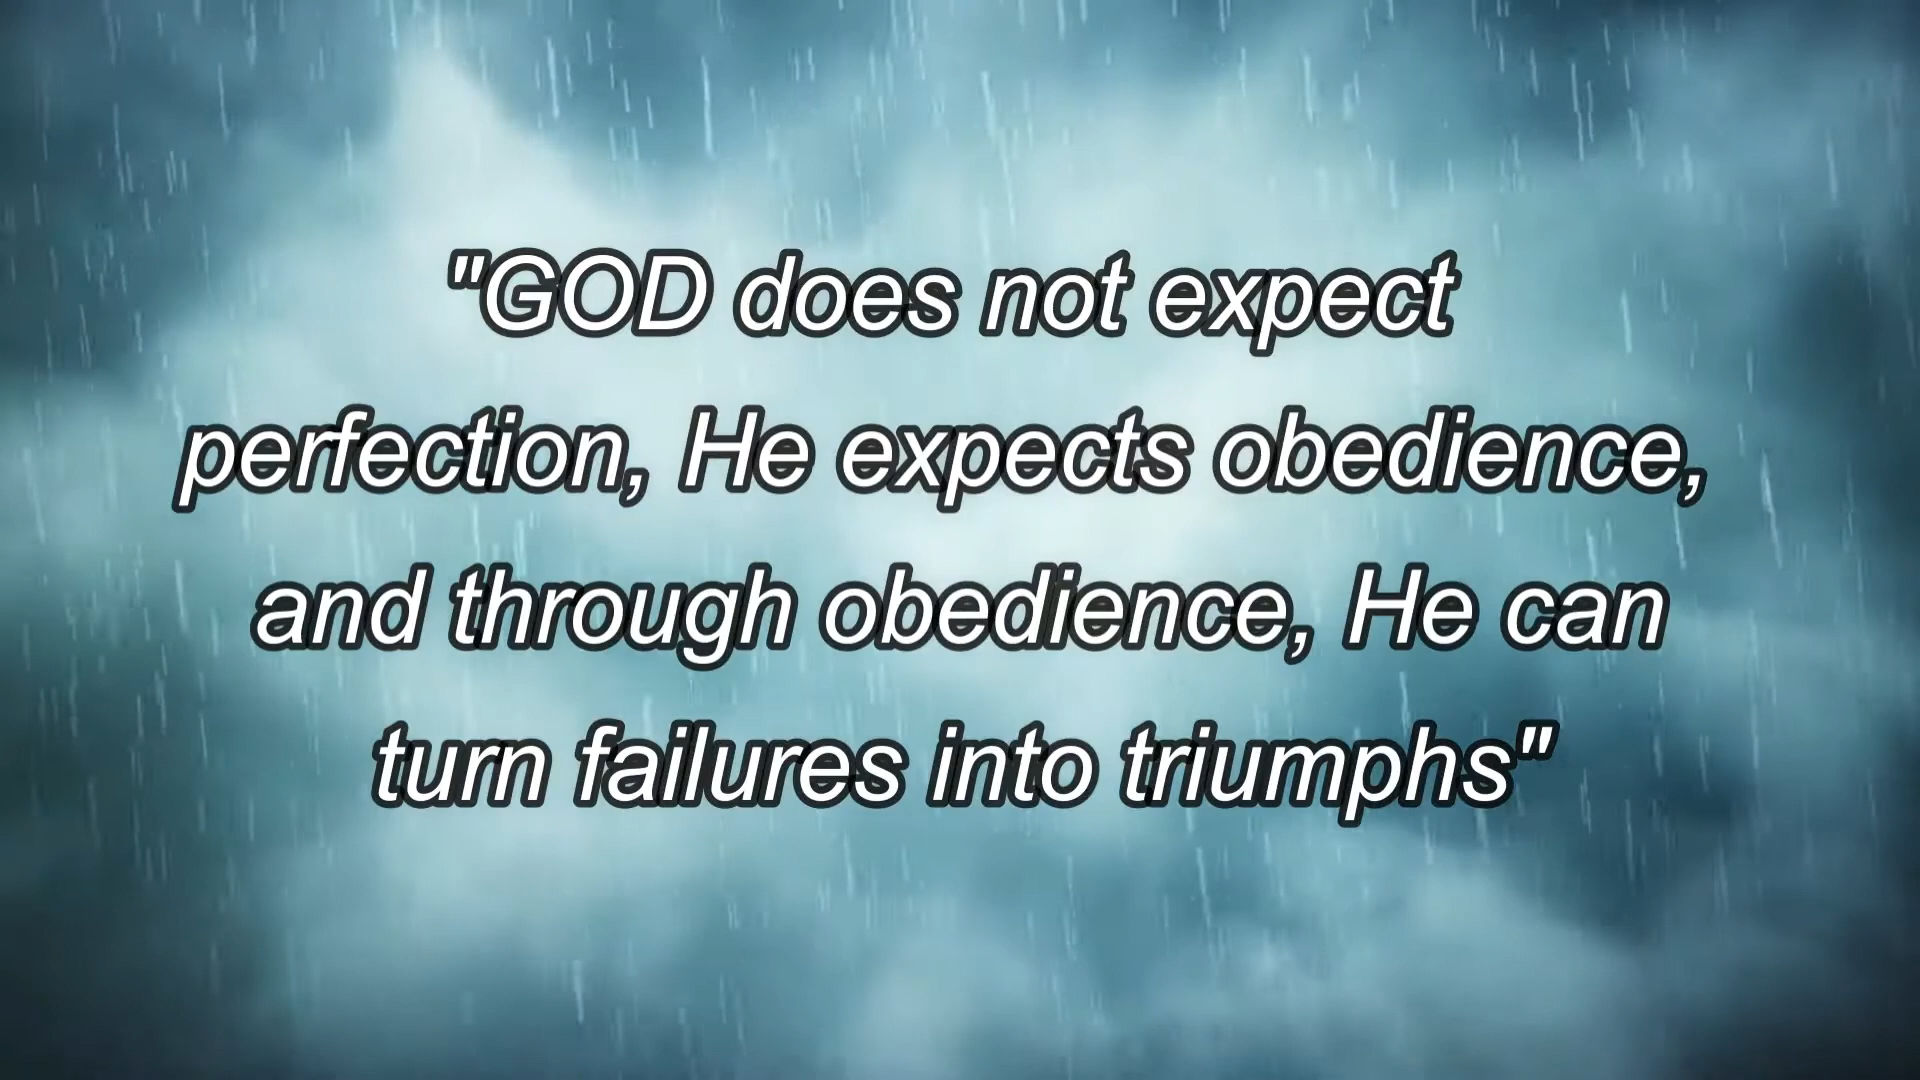 "GOD does not expect
perfection, He expects obedience,
and through obedience, He can
turn failures into triumphs"